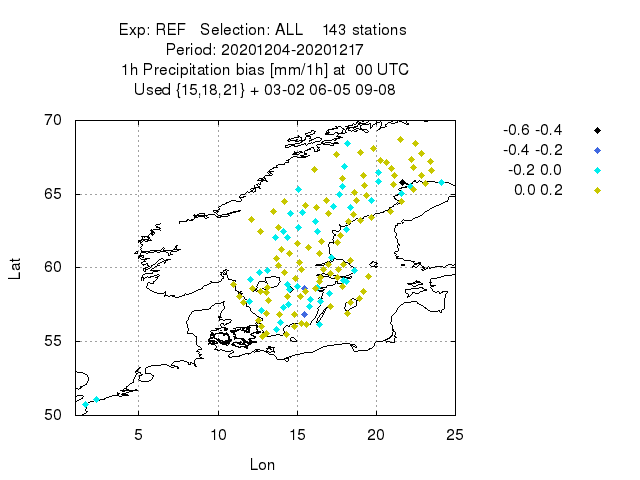 Exp: REF Selection: ALL 143 stations
Period: 20201204-20201217
1h Precipitation bias [mm/1h] at 00 UTC
Used {15,18,21} + 03-02 06-05 09-08
-0.6 -0.4
-0.4 -0.2
-0.2 0.0
0.0 0.2
70
65
60
55
50
Lat
5 10 15 20 25
Lon